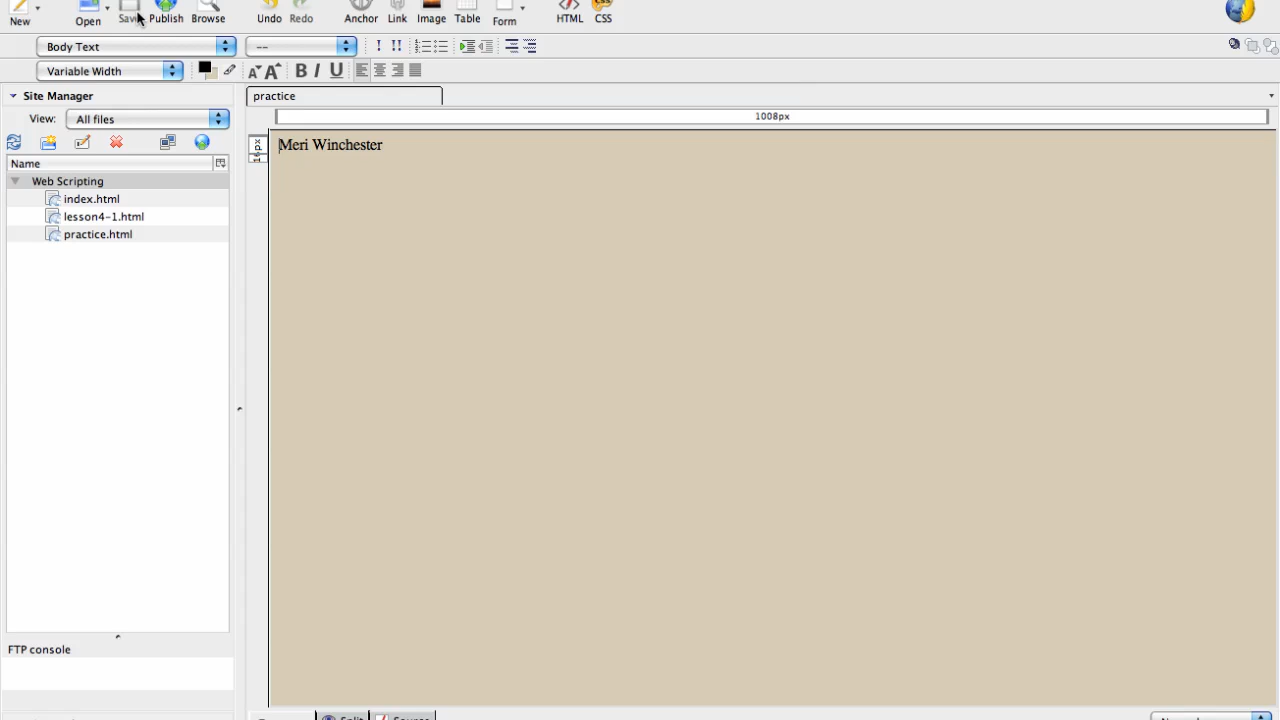 New Open Save Publish Browse Undo Redo Anchor Link Image Table Form HTML CSS
Body Text -- ! !!
Variable Width A A B I U
Site Manager practice
View: All files 1008px
Meri Winchester
Name
Web Scripting
index.html
lesson4-1.html
practice.html
FTP console
Split Source